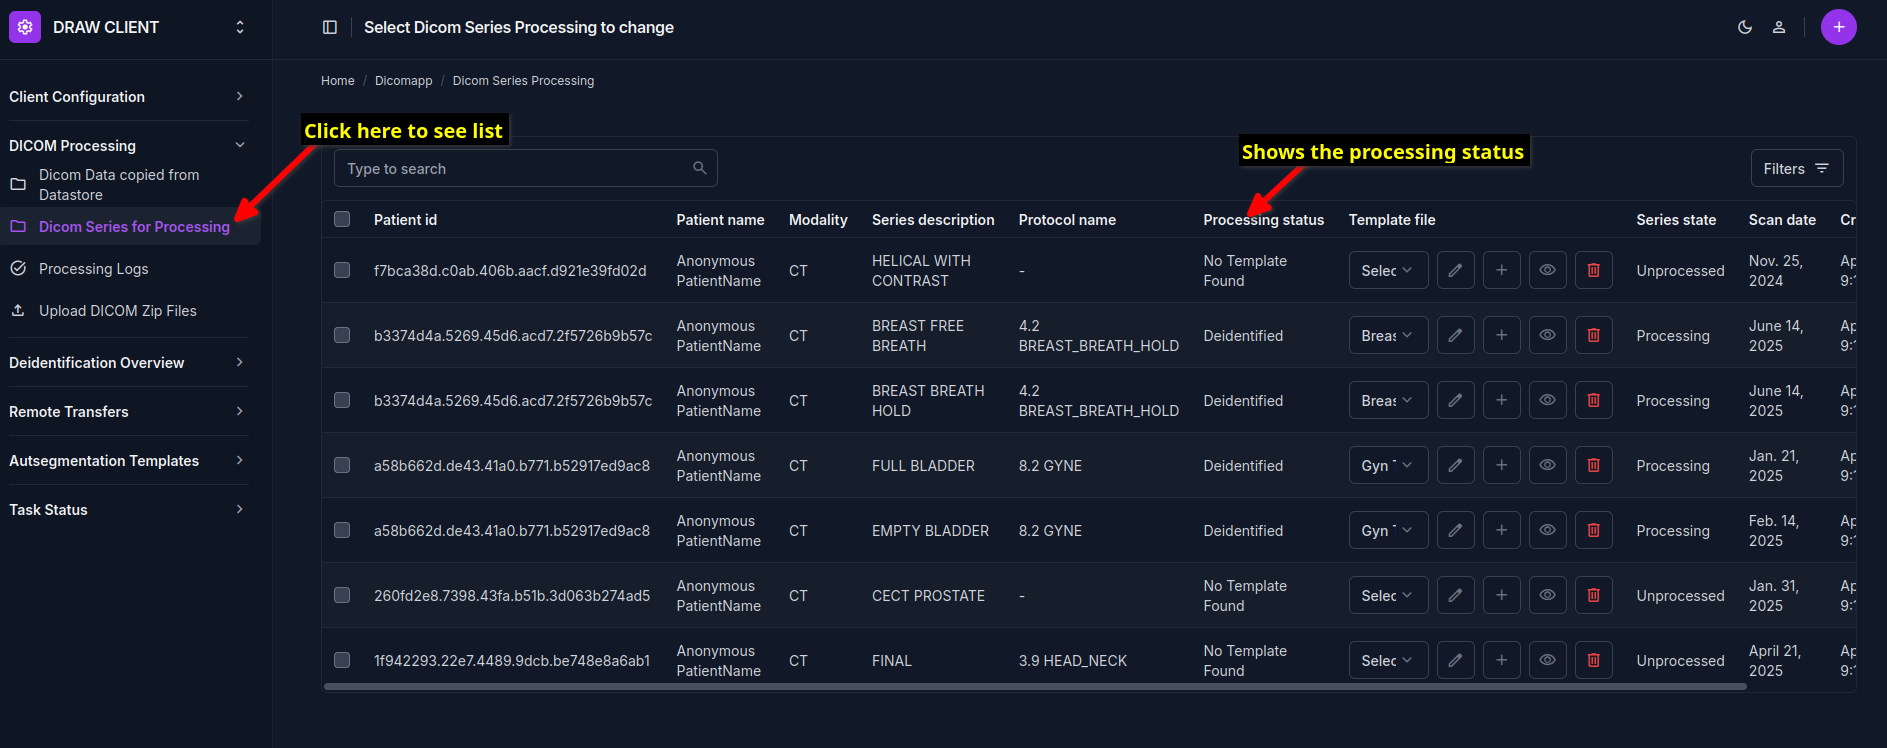 DRAW CLIENT
Select Dicom Series Processing to change
Home / Dicomapp / Dicom Series Processing
Client Configuration
DICOM Processing
Dicom Data copied from
Datastore
Dicom Series for Processing
Processing Logs
Upload DICOM Zip Files
Deidentification Overview
Remote Transfers
Autsegmentation Templates
Task Status
Click here to see list
Shows the processing status
Type to search
Filters
Patient id Patient name Modality Series description Protocol name Processing status Template file Series state Scan date Cr
f7bca38d.c0ab.406b.aacf.d921e39fd02d Anonymous CT HELICAL WITH - No Template Selec Unprocessed Nov. 25, Ap
PatientName CONTRAST Found 2024 9:
b3374d4a.5269.45d6.acd7.2f5726b9b57c Anonymous CT BREAST FREE 4.2 Deidentified Breas Processing June 14, Ap
PatientName BREATH BREAST_BREATH_HOLD 2025 9:
b3374d4a.5269.45d6.acd7.2f5726b9b57c Anonymous CT BREAST BREATH 4.2 Deidentified Breas Processing June 14, Ap
PatientName HOLD BREAST_BREATH_HOLD 2025 9:
a58b662d.de43.41a0.b771.b52917ed9ac8 Anonymous CT FULL BLADDER 8.2 GYNE Deidentified Gyn Processing Jan. 21, Ap
PatientName 2025 9:
a58b662d.de43.41a0.b771.b52917ed9ac8 Anonymous CT EMPTY BLADDER 8.2 GYNE Deidentified Gyn Processing Feb. 14, Ap
PatientName 2025 9:
260fd2e8.7398.43fa.b51b.3d063b274ad5 Anonymous CT CECT PROSTATE - No Template Selec Unprocessed Jan. 31, Ap
PatientName Found 2025 9:
1f942293.22e7.4489.9dcb.be748e8a6ab1 Anonymous CT FINAL 3.9 HEAD_NECK No Template Selec Unprocessed April 21, Ap
PatientName Found 2025 9: